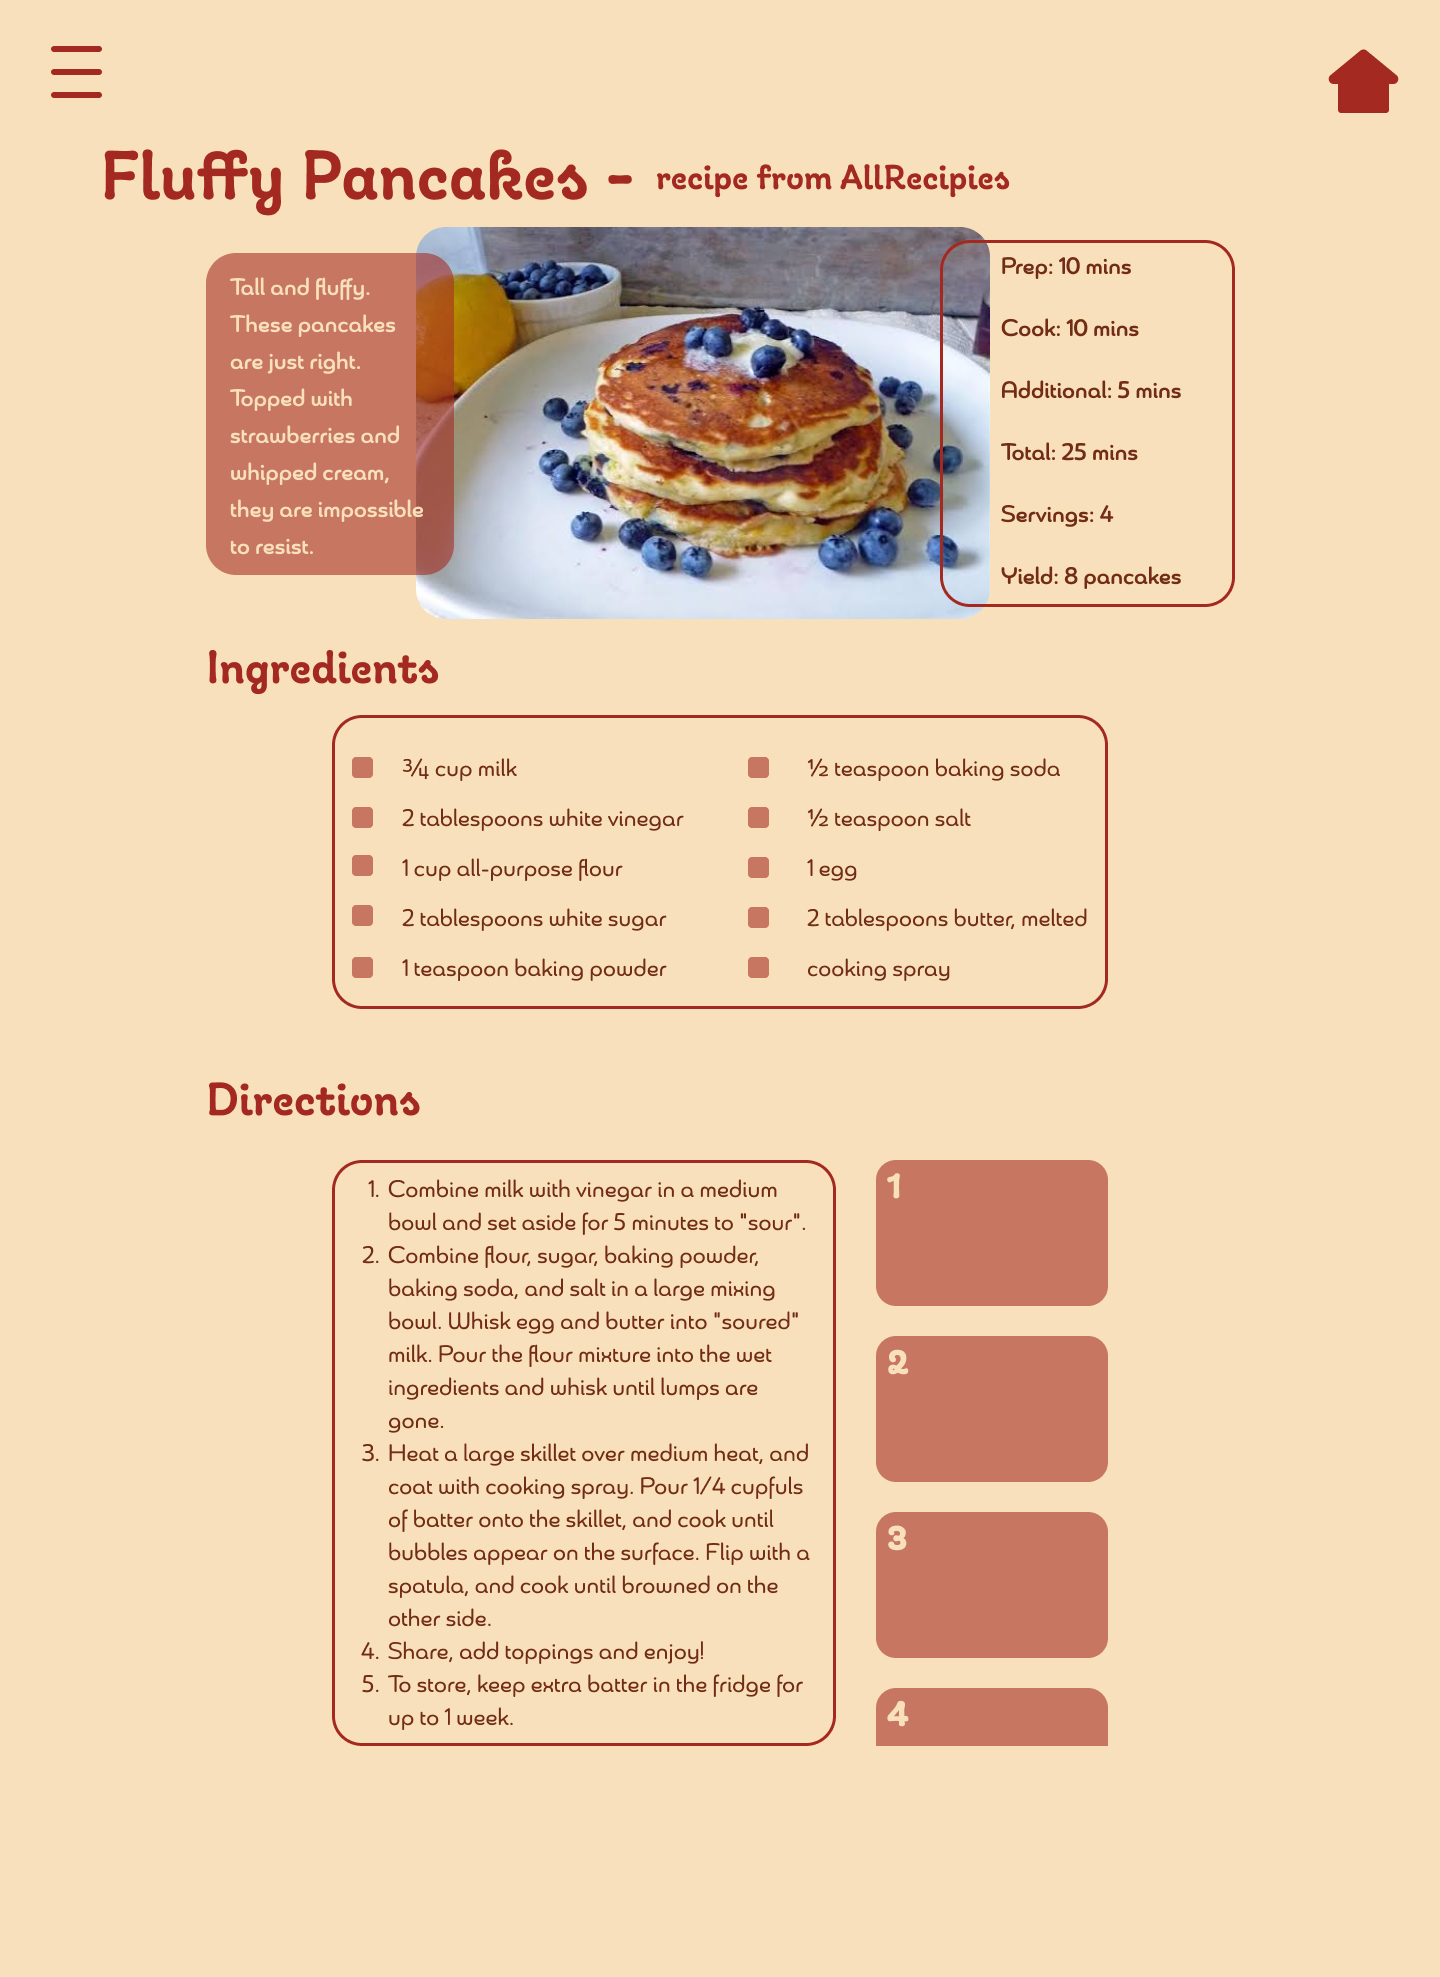 Fluffy Pancakes - recipe from AllRecipies
Tall and fluffy.
These pancakes
are just right.
Topped with
strawberries and
whipped cream,
they are impossible
to resist.
Prep: 10 mins
Cook: 10 mins
Additional: 5 mins
Total: 25 mins
Servings: 4
Yield: 8 pancakes
Ingredients
¾ cup milk
2 tablespoons white vinegar
1 cup all-purpose flour
2 tablespoons white sugar
1 teaspoon baking powder
½ teaspoon baking soda
½ teaspoon salt
1 egg
2 tablespoons butter, melted
cooking spray
Directions
1. Combine milk with vinegar in a medium
bowl and set aside for 5 minutes to "sour".
2. Combine flour, sugar, baking powder,
baking soda, and salt in a large mixing
bowl. Whisk egg and butter into "soured"
milk. Pour the flour mixture into the wet
ingredients and whisk until lumps are
gone.
3. Heat a large skillet over medium heat, and
coat with cooking spray. Pour 1/4 cupfuls
of batter onto the skillet, and cook until
bubbles appear on the surface. Flip with a
spatula, and cook until browned on the
other side.
4. Share, add toppings and enjoy!
5. To store, keep extra batter in the fridge for
up to 1 week.
1
2
3
4